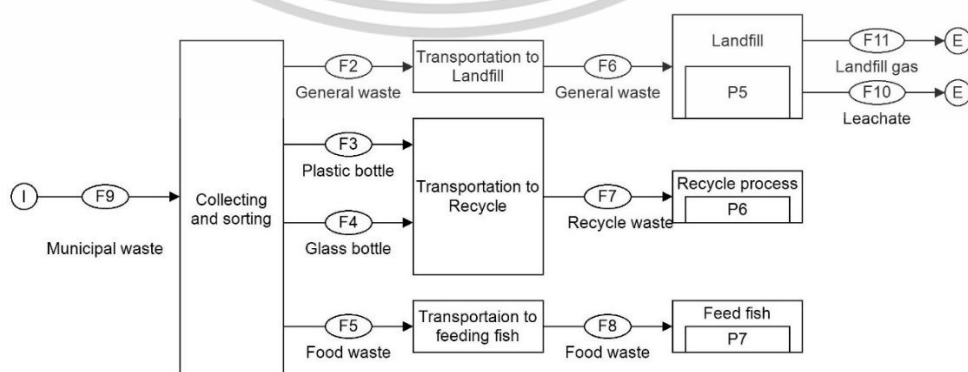 Landfill
F11
E
Landfill gas
P5
F10
E
Leachate
F2
General waste
Transportation to
Landfill
F6
General waste
F3
Plastic bottle
I
F9
Municipal waste
Collecting
and sorting
F4
Glass bottle
Transportation to
Recycle
F7
Recycle waste
Recycle process
P6
F5
Food waste
Transportaion to
feeding fish
F8
Food waste
Feed fish
P7